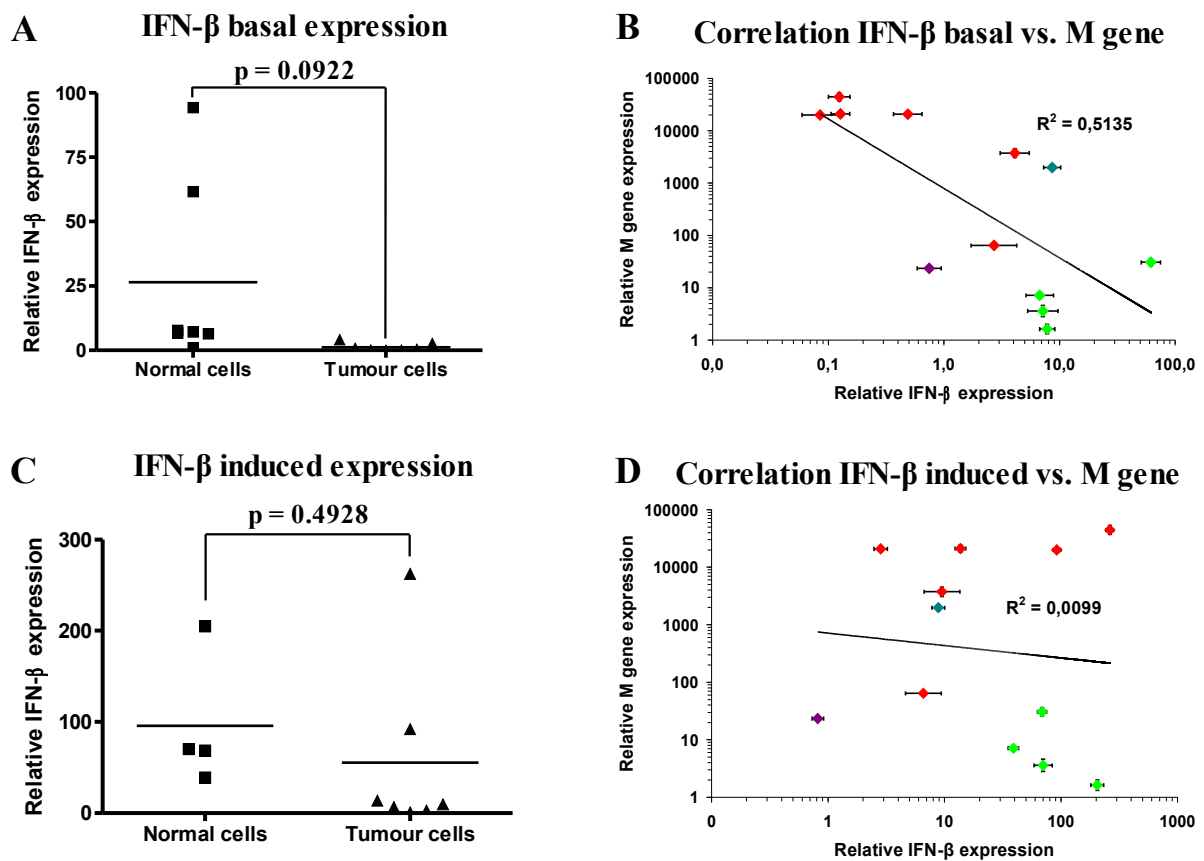 A
IFN-β basal expression
p = 0.0922
Relative IFN-β expression
100
75
50
25
0
Normal cells
Tumour cells
B
Correlation IFN-β basal vs. M gene
Relative M gene expression
100000
10000
1000
100
10
1
R² = 0,5135
0,0
0,1
1,0
10,0
100,0
Relative IFN-β expression
C
IFN-β induced expression
p = 0.4928
Relative IFN-β expression
300
200
100
0
Normal cells
Tumour cells
D
Correlation IFN-β induced vs. M gene
Relative M gene expression
100000
10000
1000
100
10
1
R² = 0,0099
0
1
10
100
1000
Relative IFN-β expression